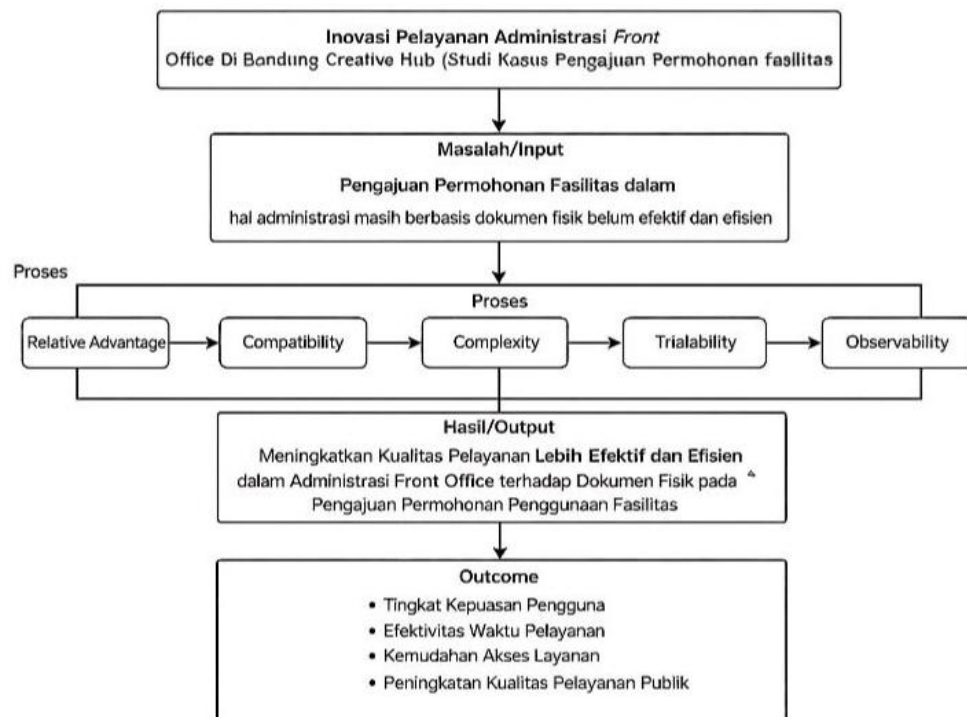 Inovasi Pelayanan Administrasi Front
Office Di Bandung Creative Hub (Studi Kasus Pengajuan Permohonan fasilitas
Masalah/Input
Pengajuan Permohonan Fasilitas dalam
hal administrasi masih berbasis dokumen fisik belum efektif dan efisien
Proses
Proses
Relative Advantage
Compatibility
Complexity
Trialability
Observability
Hasil/Output
Meningkatkan Kualitas Pelayanan Lebih Efektif dan Efisien
dalam Administrasi Front Office terhadap Dokumen Fisik pada
Pengajuan Permohonan Penggunaan Fasilitas
Outcome
• Tingkat Kepuasan Pengguna
• Efektivitas Waktu Pelayanan
• Kemudahan Akses Layanan
• Peningkatan Kualitas Pelayanan Publik